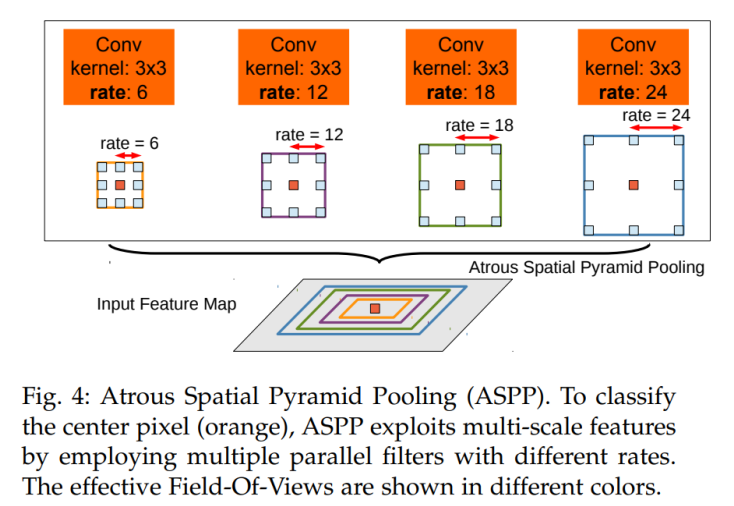 Conv
kernel: 3x3
rate: 6
Conv
kernel: 3x3
rate: 12
Conv
kernel: 3x3
rate: 18
Conv
kernel: 3x3
rate: 24
rate = 6
rate = 12
rate = 18
rate = 24
Atrous Spatial Pyramid Pooling
Input Feature Map
Fig. 4: Atrous Spatial Pyramid Pooling (ASPP). To classify
the center pixel (orange), ASPP exploits multi-scale features
by employing multiple parallel filters with different rates.
The effective Field-Of-Views are shown in different colors.